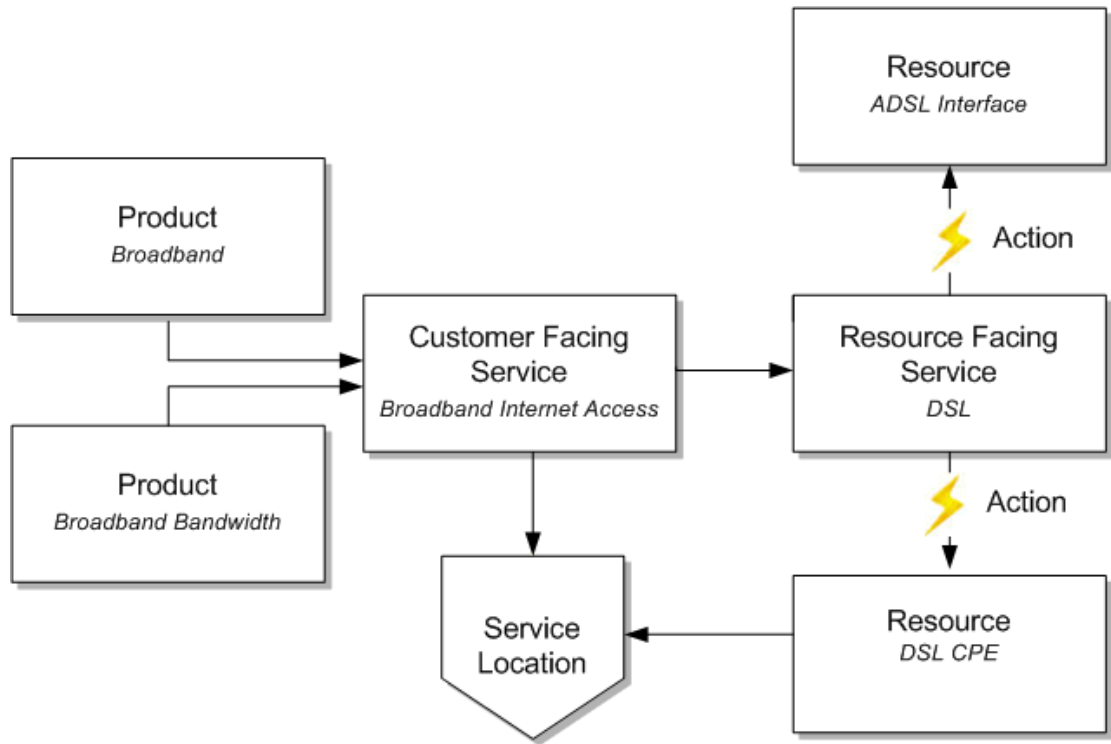 Resource
ADSL Interface
Product
Broadband
Action
Customer Facing
Service
Broadband Internet Access
Resource Facing
Service
DSL
Product
Broadband Bandwidth
Action
Service
Location
Resource
DSL CPE